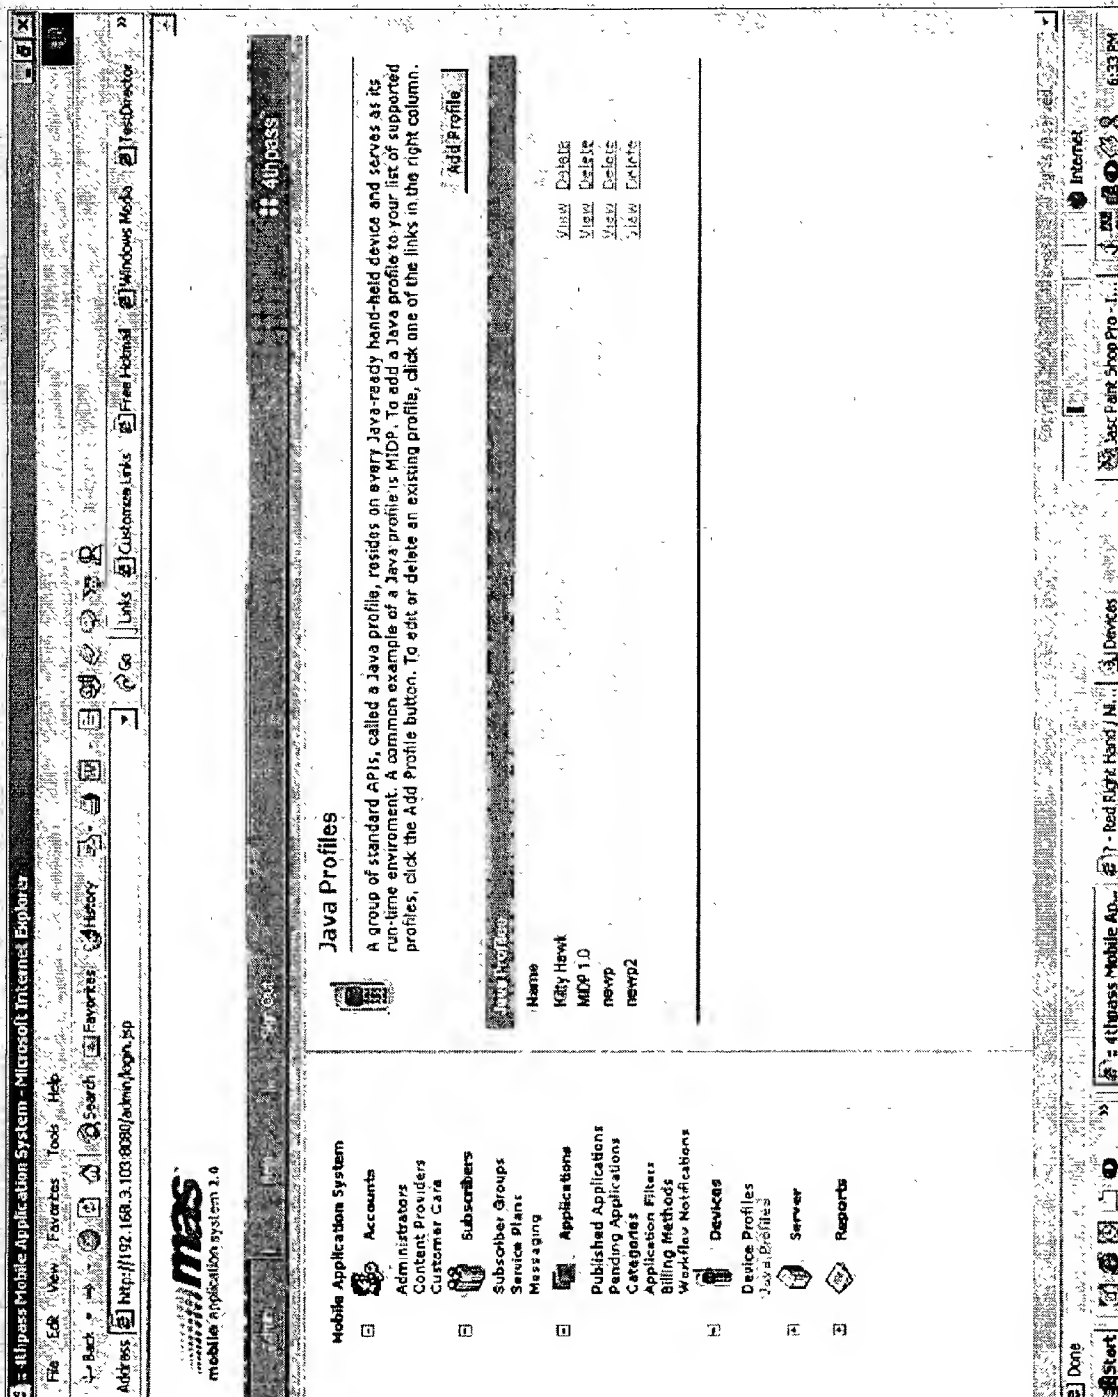 4thpass Mobile Application System - Microsoft Internet Explorer
File Edit View Favorites Tools Help
Back Search Favorites History
Address http://192.168.3.103:8080/admin/login.jsp Go Links Customize Links Free Hotmail Windows Media TestDirector
mas
mobile application system 2.0
4thpass
Mobile Application System
Accounts
Administrators
Content Providers
Customer Care
Subscribers
Subscriber Groups
Service Plans
Messaging
Applications
Published Applications
Pending Applications
Categories
Application Filters
Billing Methods
Workflow Notifications
Devices
Device Profiles
Java Profiles
Server
Reports
Java Profiles
A group of standard APIs, called a Java profile, resides on every Java-ready hand-held device and serves as its
run-time enviroment. A common example of a Java profile is MIDP. To add a Java profile to your list of supported
profiles, click the Add Profile button. To edit or delete an existing profile, click one of the links in the right column.
Add Profile
Java Profiles
Name
Kitty Hawk View Delete
MIDP 1.0 View Delete
newp View Delete
newp2 View Delete
Done Internet
Start 4thpass Mobile Ap... ? - Red Right Hand / Ni... Devices Jasc Paint Shop Pro - I... 6:33 PM